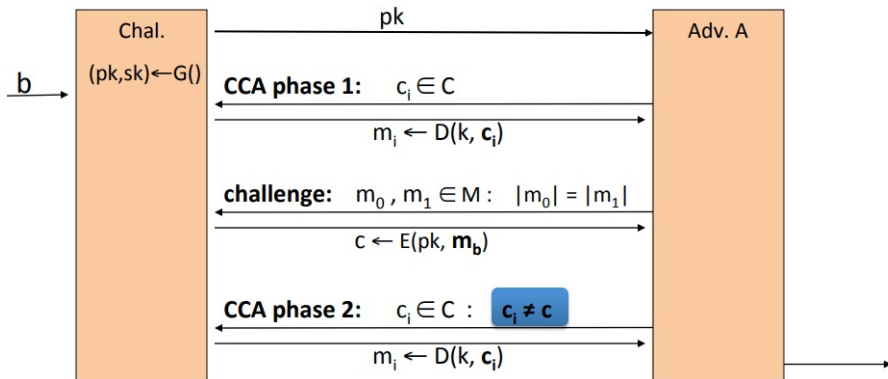 pk
Chal.
Adv. A
(pk,sk)←G()
b
CCA phase 1: cᵢ ∈ C
mᵢ ← D(k, cᵢ)
challenge: m₀ , m₁ ∈ M : |m₀| = |m₁|
c ← E(pk, m_b)
CCA phase 2: cᵢ ∈ C : cᵢ ≠ c
mᵢ ← D(k, cᵢ)